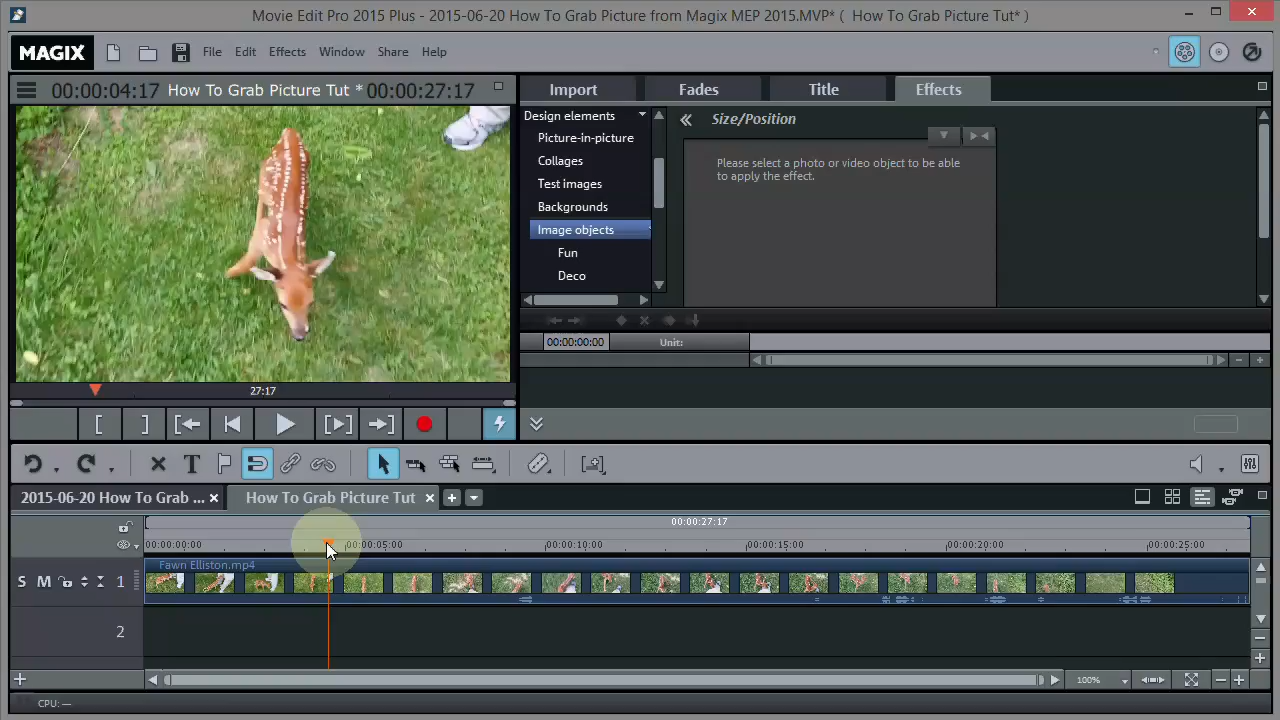 Movie Edit Pro 2015 Plus - 2015-06-20 How To Grab Picture from Magix MEP 2015.MVP* ( How To Grab Picture Tut* )
MAGIX File Edit Effects Window Share Help
00:00:04:17 How To Grab Picture Tut * 00:00:27:17
Import Fades Title Effects
Design elements
Picture-in-picture
Collages
Test images
Backgrounds
Image objects
Fun
Deco
Size/Position
Please select a photo or video object to be able
to apply the effect.
00:00:00:00 Unit:
27:17
2015-06-20 How To Grab ... How To Grab Picture Tut
00:00:27:17
00:00:00:00 00:00:05:00 00:00:10:00 00:00:15:00 00:00:20:00 00:00:25:00
Fawn Elliston.mp4
S M 1
2
100%
CPU: —